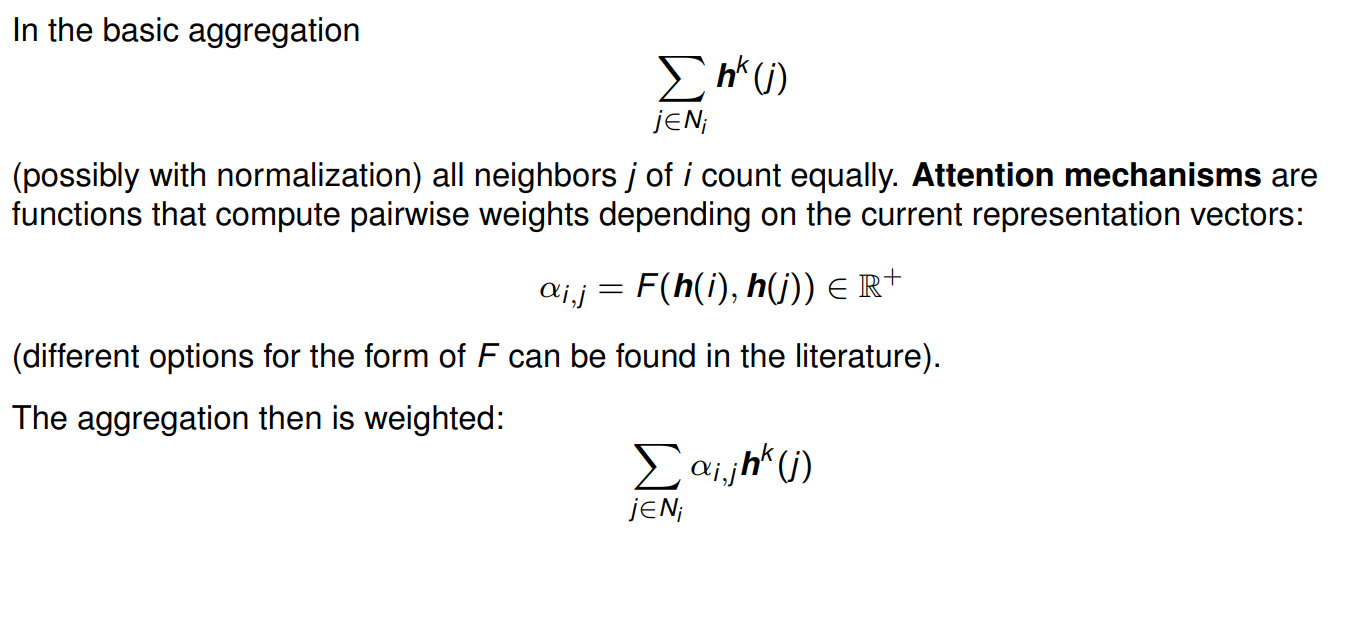 In the basic aggregation
∑ h^k(j)
j∈N_i
(possibly with normalization) all neighbors j of i count equally. Attention mechanisms are
functions that compute pairwise weights depending on the current representation vectors:
α_{i,j} = F(h(i), h(j)) ∈ ℝ^+
(different options for the form of F can be found in the literature).
The aggregation then is weighted:
∑ α_{i,j}h^k(j)
j∈N_i